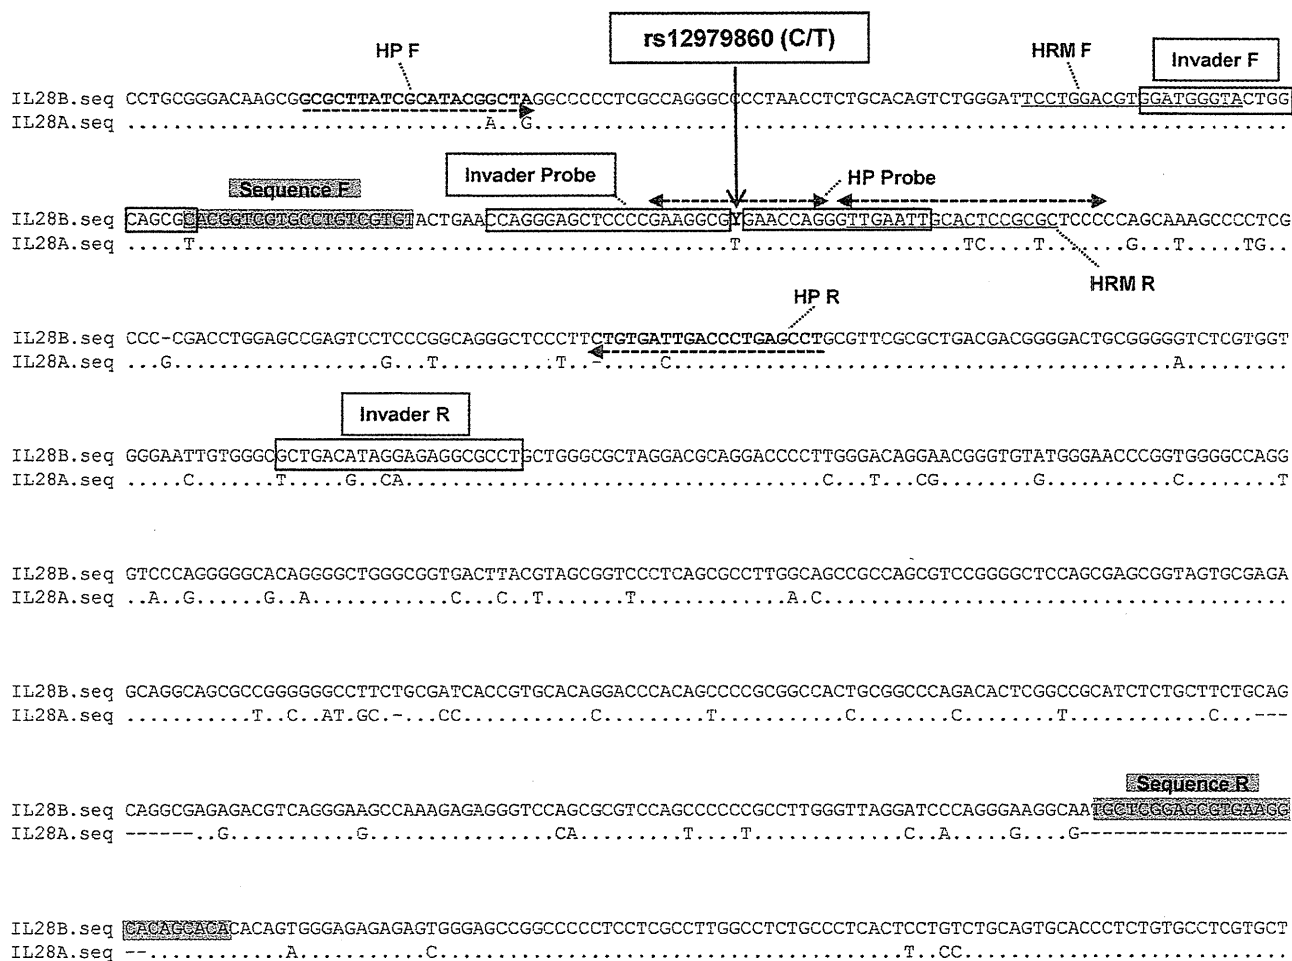 rs12979860 (C/T)
HP F
HRM F
Invader F
IL28B.seq CCTGCGGGACAAGCGGCGCTTATCGCATACGGCTAGGCCCCCTCGCCAGGGCCCCTAACCTCTGCACAGTCTGGGATTCCTGGACGTGGATGGGTACTGG
IL28A.seq ...............................A..G.................................................................
Invader Probe
HP Probe
Sequence F
IL28B.seq CAGCGCACGGTCGTGCCTGTCGTGTACTGAACCAGGGAGCTCCCCGAAGGCGYGAACCAGGGTTGAATTGCACTCCGCGCTCCCCCAGCAAAGCCCCTCG
IL28A.seq .....T..............................................T...................TC....T.......G...T.....TG..
HRM R
HP R
IL28B.seq CCC-CGACCTGGAGCCGAGTCCTCCCGGCAGGGCTCCCTTCTGTGATTGACCCTGAGCCTGCGTTCGCGCTGACGACGGGGACTGCGGGGGTCTCGTGGT
IL28A.seq ...G..................G...T..........T..-.....C...........................................A.........
Invader R
IL28B.seq GGGAATTGTGGGCGCTGACATAGGAGAGGCGCCTGCTGGGCGCTAGGACGCAGGACCCCTTGGGACAGGAACGGGTGTATGGGAACCCGGTGGGGCCAGG
IL28A.seq .....C.......T.....G..CA....................................C...T...CG........G...........C........T
IL28B.seq GTCCCAGGGGGCACAGGGGCTGGGCGGTGACTTACGTAGCGGTCCCTCAGCGCCTTGGCAGCCGCCAGCGTCCGGGGCTCCAGCGAGCGGTAGTGCGAGA
IL28A.seq ..A..G......G..A............C...C..T.......T.............A.C........................................
IL28B.seq GCAGGCAGCGCCGGGGGGCCTTCTGCGATCACCGTGCACAGGACCCACAGCCCCGCGGCCACTGCGGCCCAGACACTCGGCCGCATCTCTGCTTCTGCAG
IL28A.seq ...........T..C..AT.GC.-...CC...........C.........T...........C........C........T............C...---
Sequence R
IL28B.seq CAGGCGAGAGACGTCAGGGAAGCCAAAGAGAGGGTCCAGCGCGTCCAGCCCCCCGCCTTGGGTTAGGATCCCAGGGAAGGCAATGCTCGGAGCGTGAAGG
IL28A.seq ------..G...........G................CA..........T....T.............C..A.....G....G-----------------
IL28B.seq CACAGCACACACAGTGGGAGAGAGAGTGGGAGCCGGCCCCCTCCTCGCCTTGGCCTCTGCCCTCACTCCTGTCTGCAGTGCACCCTCTGTGCCTCGTGCT
IL28A.seq --............A...........C........................................T..CC............................